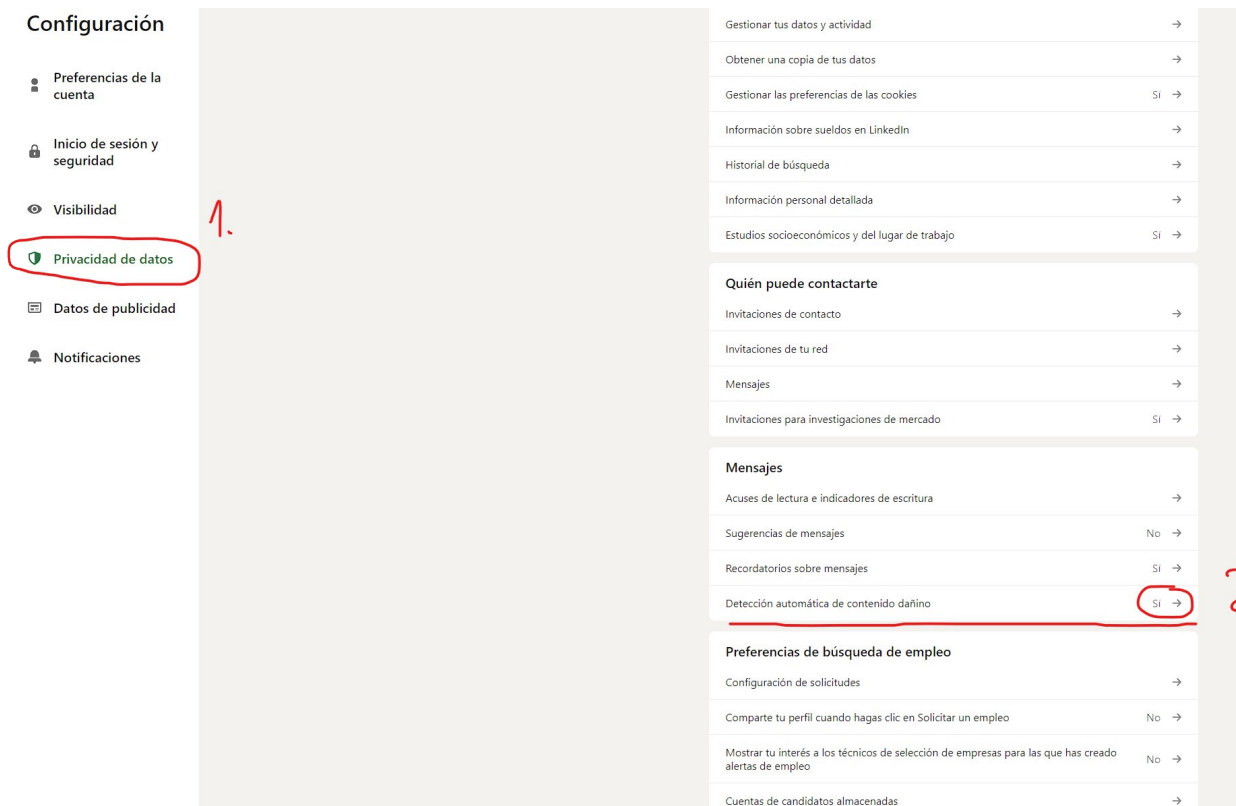 Configuración
Preferencias de la
cuenta
Inicio de sesión y
seguridad
Visibilidad
1.
Privacidad de datos
Datos de publicidad
Notificaciones
Gestionar tus datos y actividad
Obtener una copia de tus datos
Gestionar las preferencias de las cookies Sí
Información sobre sueldos en LinkedIn
Historial de búsqueda
Información personal detallada
Estudios socioeconómicos y del lugar de trabajo Sí
Quién puede contactarte
Invitaciones de contacto
Invitaciones de tu red
Mensajes
Invitaciones para investigaciones de mercado Sí
Mensajes
Acuses de lectura e indicadores de escritura
Sugerencias de mensajes No
Recordatorios sobre mensajes Sí
Detección automática de contenido dañino Sí
Preferencias de búsqueda de empleo
Configuración de solicitudes
Comparte tu perfil cuando hagas clic en Solicitar un empleo No
Mostrar tu interés a los técnicos de selección de empresas para las que has creado
alertas de empleo No
Cuentas de candidatos almacenadas